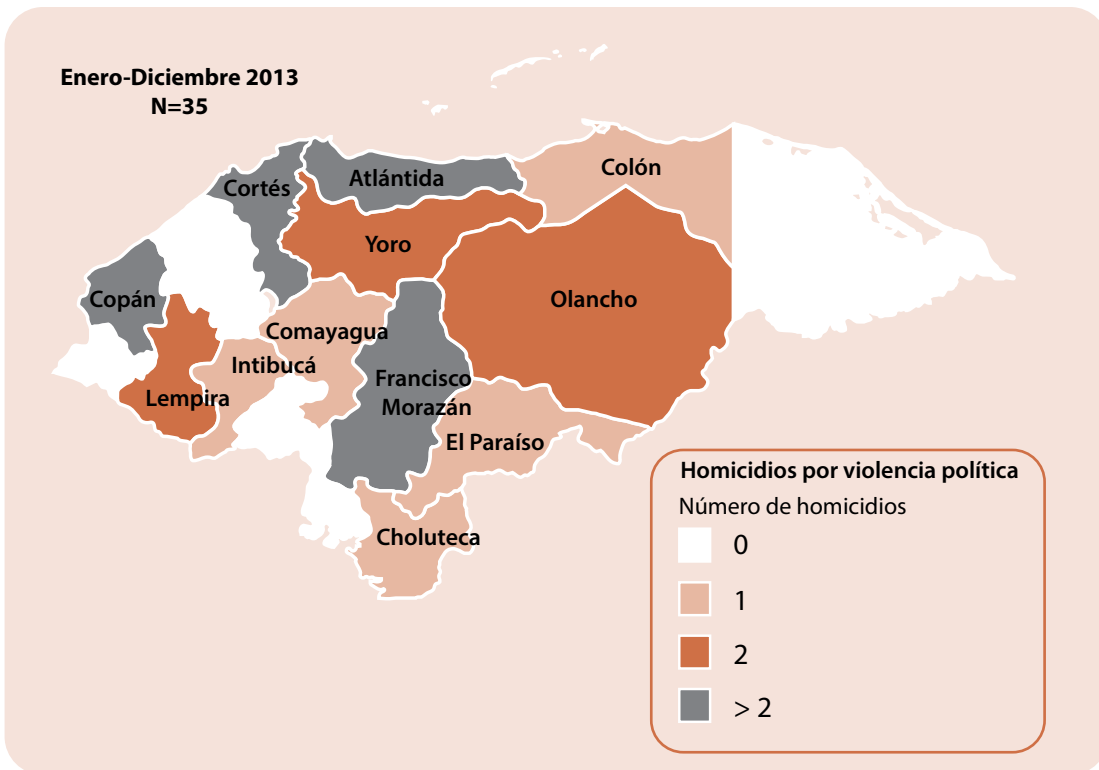 Enero-Diciembre 2013
N=35
Colón
Atlántida
Cortés
Yoro
Copán
Olancho
Comayagua
Intibucá
Francisco
Morazán
Lempira
El Paraíso
Choluteca
Homicidios por violencia política
Número de homicidios
0
1
2
> 2